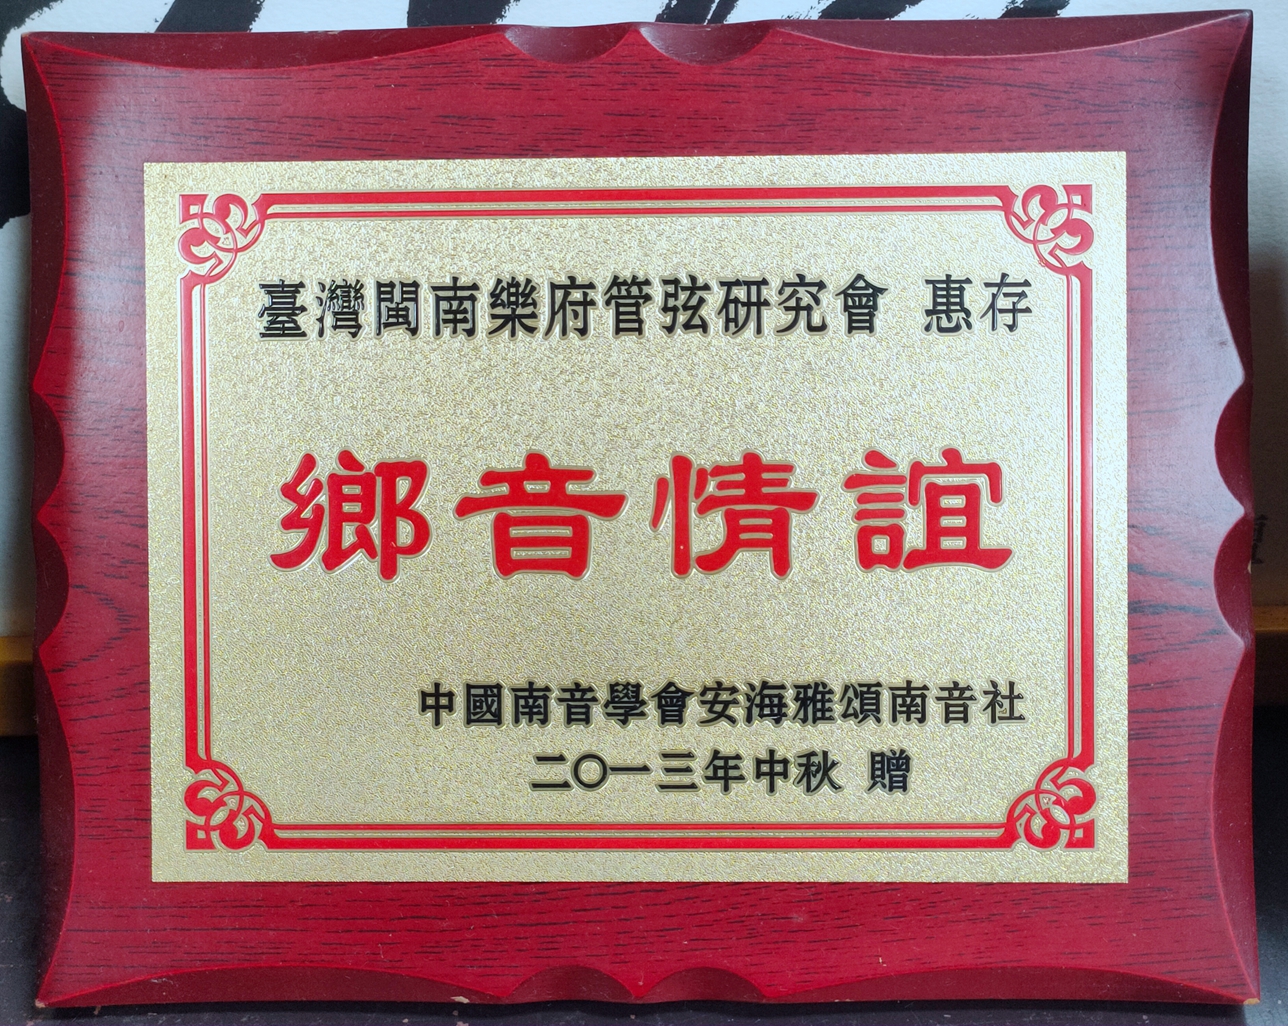 臺灣閩南樂府管弦研究會 惠存
鄉音情誼
中國南音學會安海雅頌南音社
二〇一三年中秋 贈